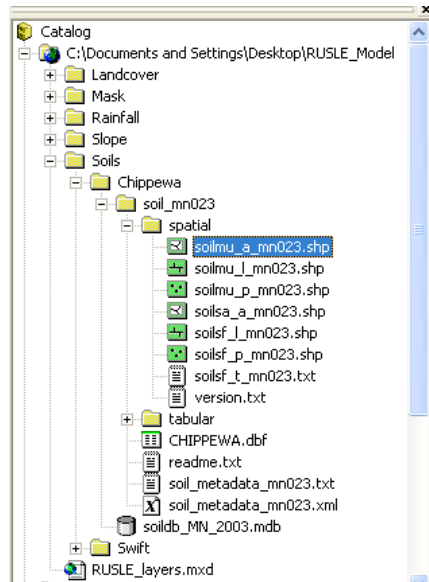 Catalog
C:\Documents and Settings\Desktop\RUSLE_Model
Landcover
Mask
Rainfall
Slope
Soils
Chippewa
soil_mn023
spatial
soilmu_a_mn023.shp
soilmu_l_mn023.shp
soilmu_p_mn023.shp
soilsa_a_mn023.shp
soilsf_l_mn023.shp
soilsf_p_mn023.shp
soilsf_t_mn023.txt
version.txt
tabular
CHIPPEWA.dbf
readme.txt
soil_metadata_mn023.txt
soil_metadata_mn023.xml
soildb_MN_2003.mdb
Swift
RUSLE_layers.mxd